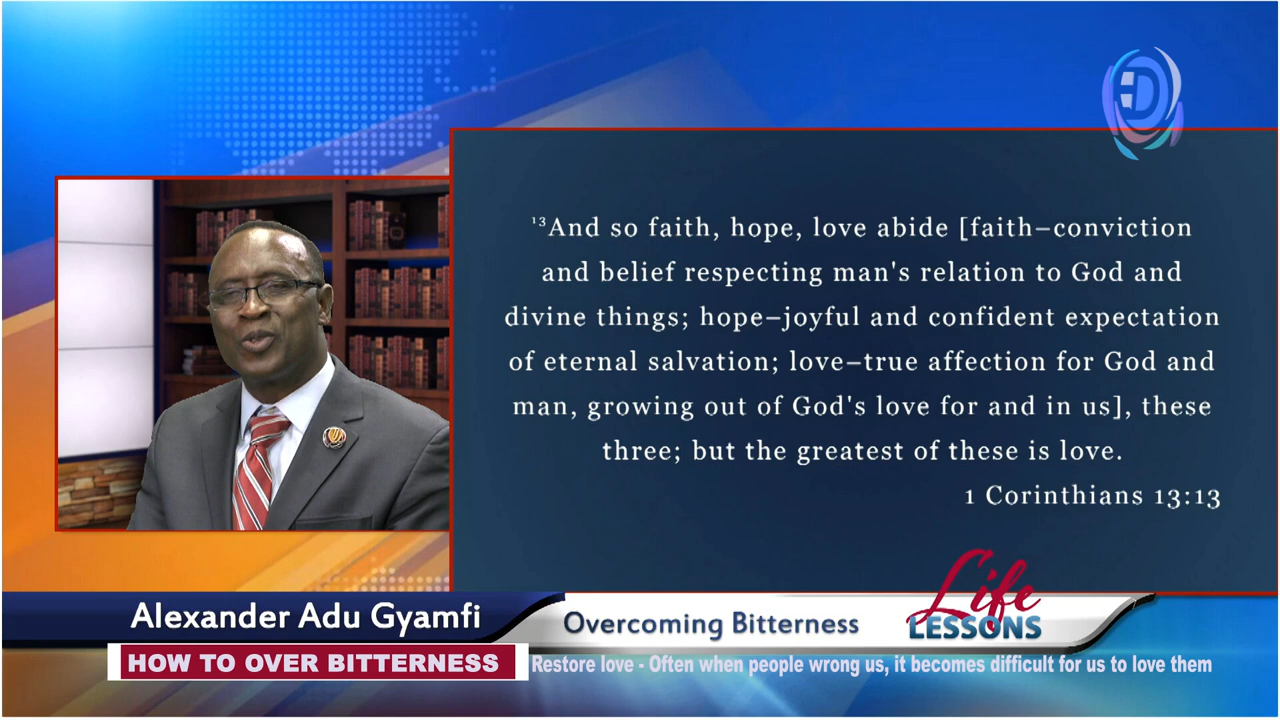 ¹³And so faith, hope, love abide [faith–conviction
and belief respecting man's relation to God and
divine things; hope–joyful and confident expectation
of eternal salvation; love–true affection for God and
man, growing out of God's love for and in us], these
three; but the greatest of these is love.
1 Corinthians 13:13
Alexander Adu Gyamfi
Overcoming Bitterness
Life
LESSONS
HOW TO OVER BITTERNESS
Restore love - Often when people wrong us, it becomes difficult for us to love them